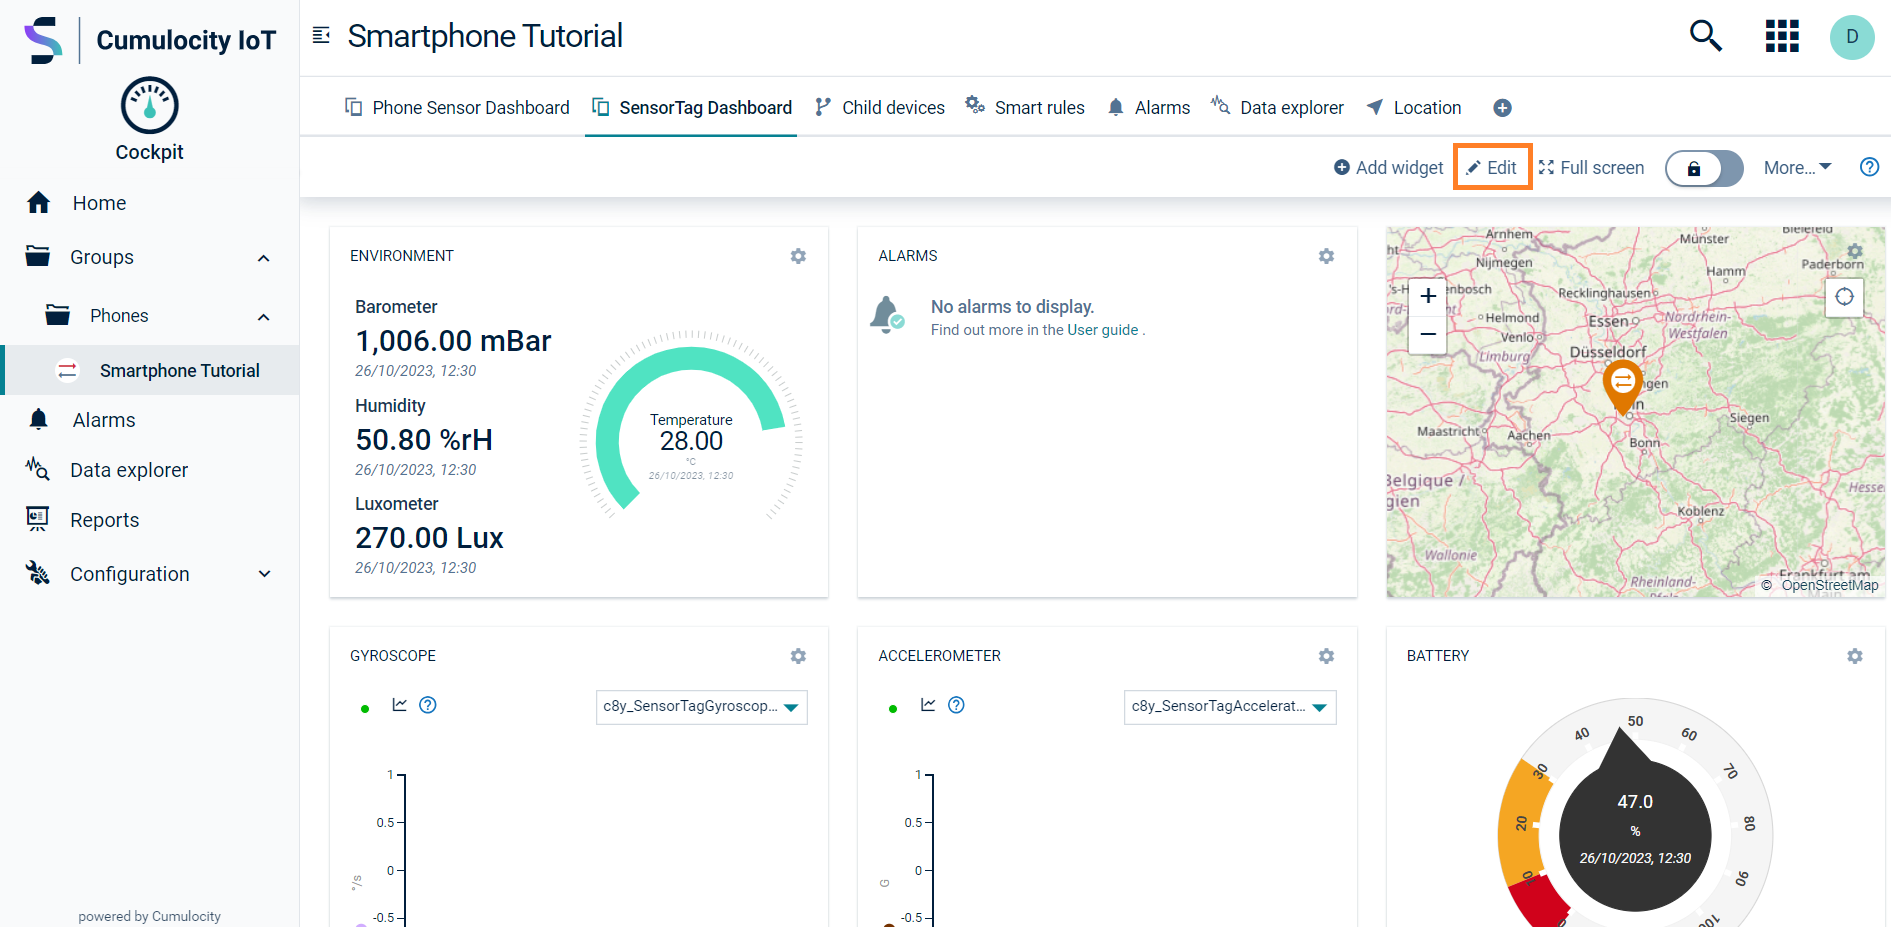 Cumulocity IoT
Cockpit
Home
Groups
Phones
Smartphone Tutorial
Alarms
Data explorer
Reports
Configuration
powered by Cumulocity
Smartphone Tutorial
D
Phone Sensor Dashboard
SensorTag Dashboard
Child devices
Smart rules
Alarms
Data explorer
Location
Add widget
Edit
Full screen
More...
ENVIRONMENT
Barometer
1,006.00 mBar
26/10/2023, 12:30
Humidity
50.80 %rH
26/10/2023, 12:30
Luxometer
270.00 Lux
26/10/2023, 12:30
Temperature
28.00
°C
26/10/2023, 12:30
ALARMS
No alarms to display.
Find out more in the User guide .
Arnhem
Nijmegen
Münster
Bielefeld
Hamm
Paderborn
Recklinghausen
Helmond
Venlo
Essen
Nordrhein-
Westfalen
Limburg
Düsseldorf
Maastricht
Aachen
Siegen
Bonn
Belgique /
Koblenz
Wallonie
Rheinland-
Pfalz
Frankfurt am
Main
© OpenStreetMap
GYROSCOPE
c8y_SensorTagGyroscop...
1
0.5
0
-0.5
°/s
ACCELEROMETER
c8y_SensorTagAccelerat...
1
0.5
0
-0.5
G
BATTERY
10
20
30
40
50
60
70
80
90
100
47.0
%
26/10/2023, 12:30